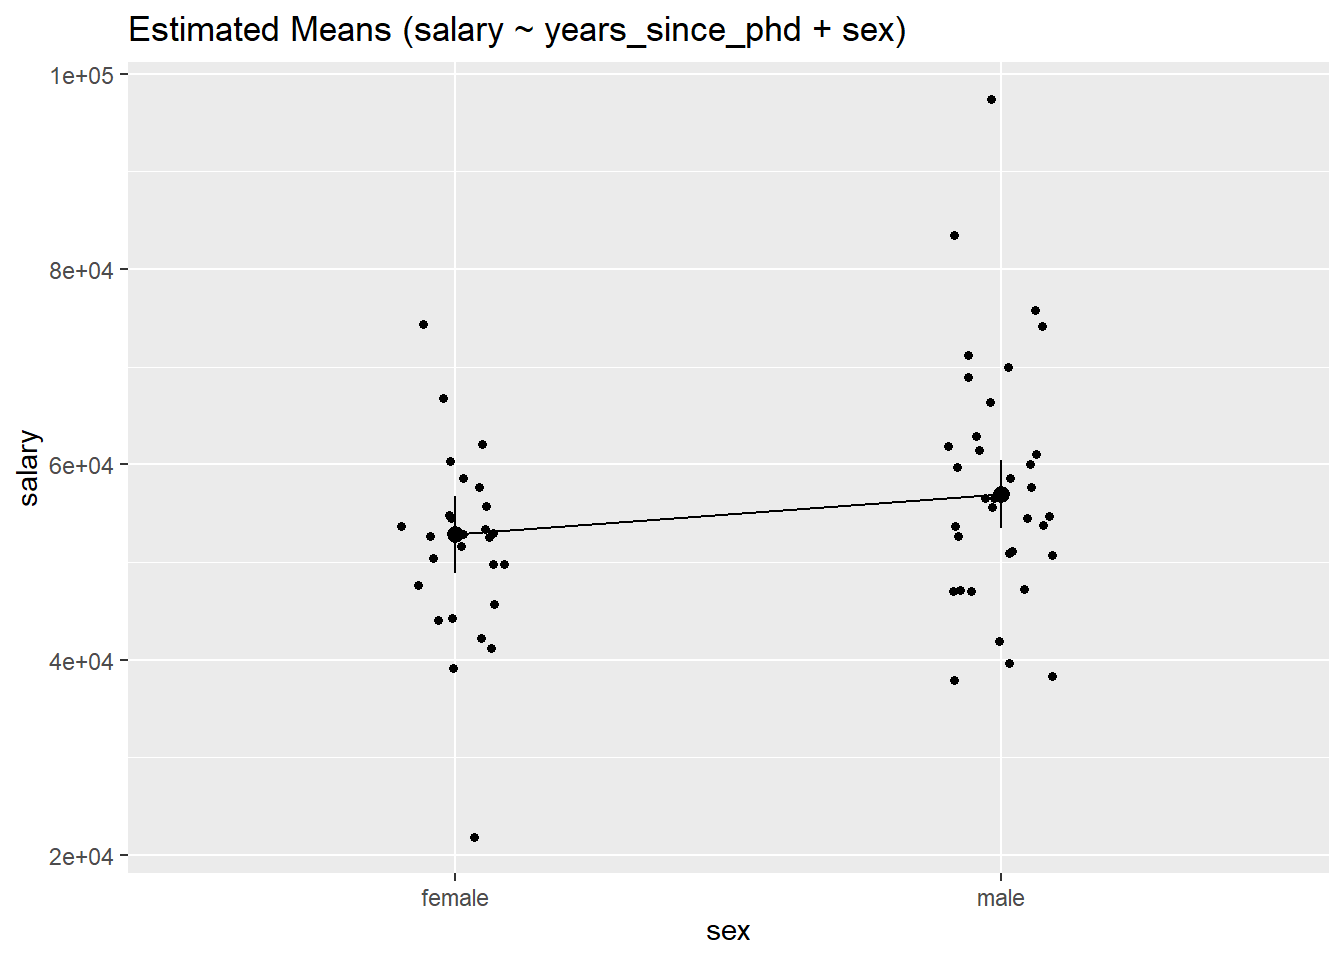 Estimated Means (salary ~ years_since_phd + sex)
1e+05
8e+04
6e+04
4e+04
2e+04
salary
female
male
sex